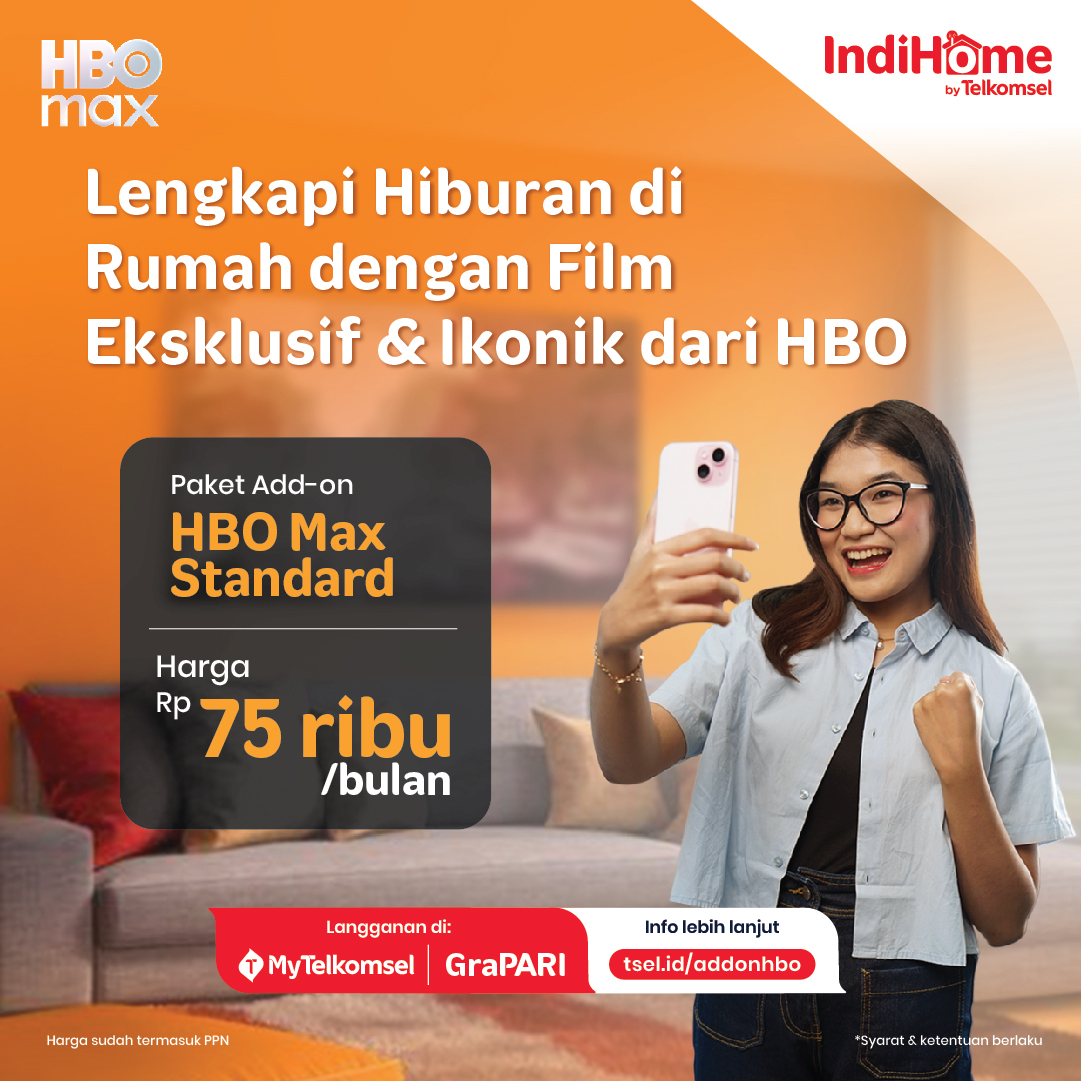 HBO
max
IndiHome
by Telkomsel
Lengkapi Hiburan di
Rumah dengan Film
Eksklusif & Ikonik dari HBO
Paket Add-on
HBO Max
Standard
Harga
Rp 75 ribu
/bulan
Langganan di:
MyTelkomsel | GraPARI
Info lebih lanjut
tsel.id/addonhbo
Harga sudah termasuk PPN
*Syarat & ketentuan berlaku